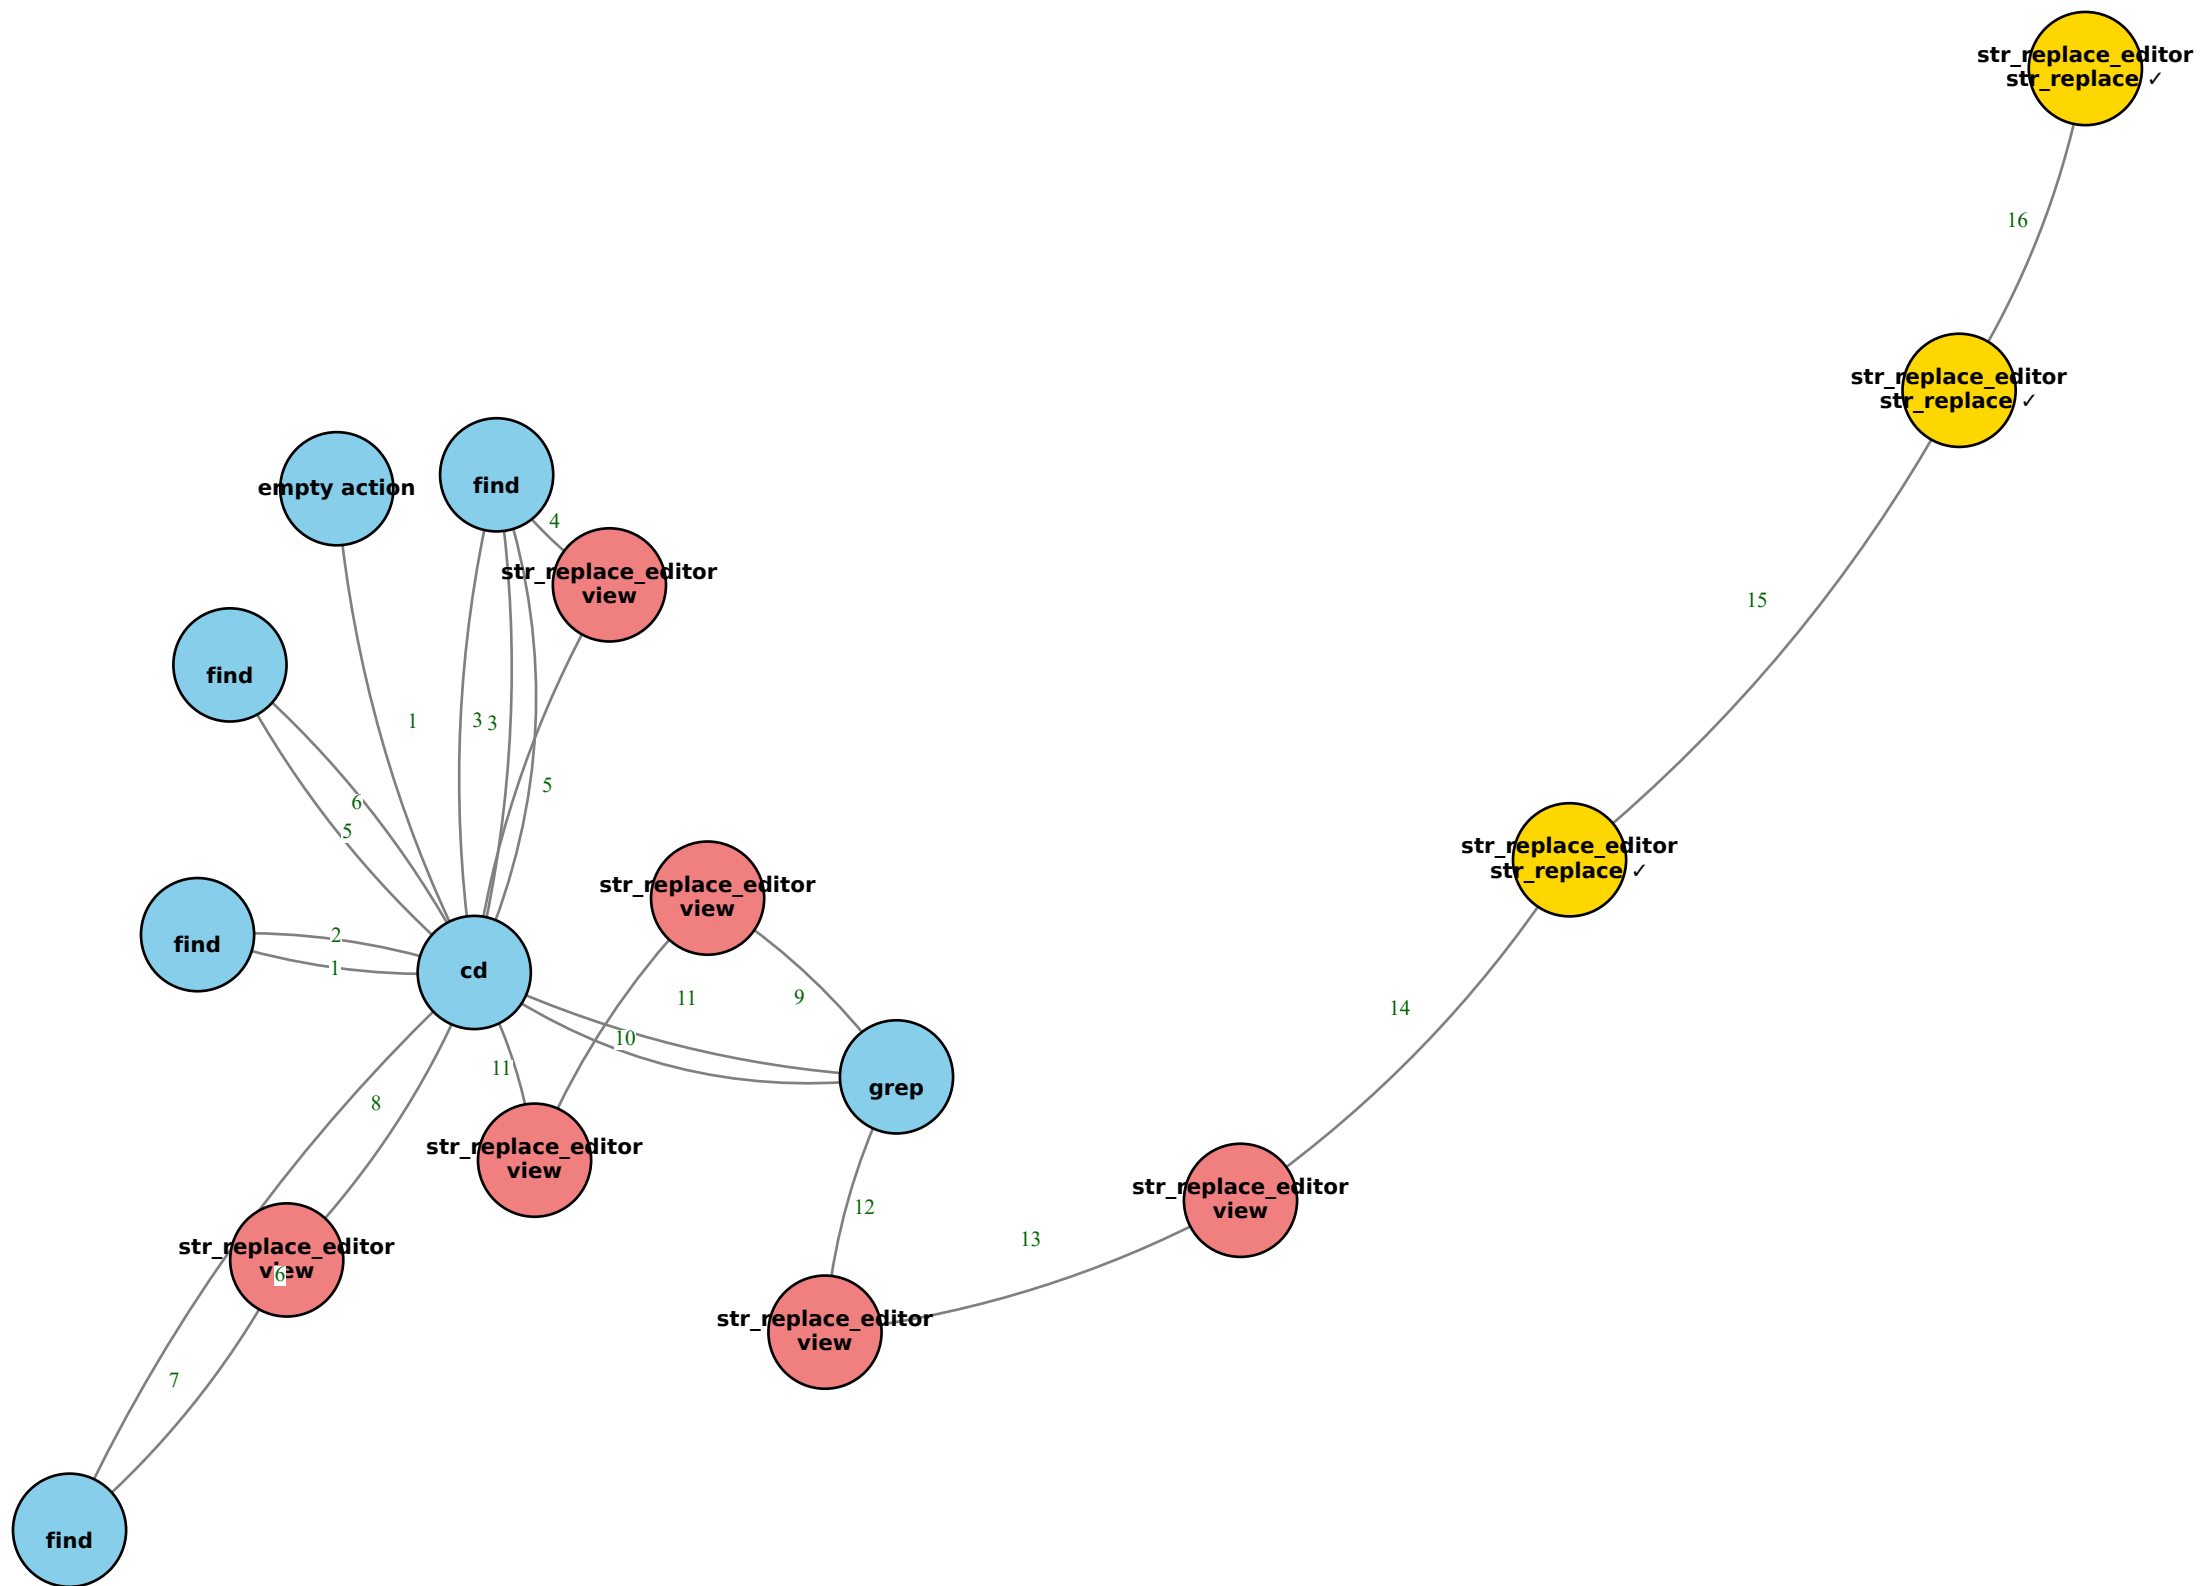 str_replace_editor
str_replace ✓
16
str_replace_editor
str_replace ✓
15
empty action
find
4
str_replace_editor
view
find
1
3
3
5
6
5
str_replace_editor
str_replace ✓
str_replace_editor
view
find
2
1
cd
11
9
14
10
11
grep
8
str_replace_editor
view
str_replace_editor
view
12
13
str_replace_editor
view
6
str_replace_editor
view
7
find